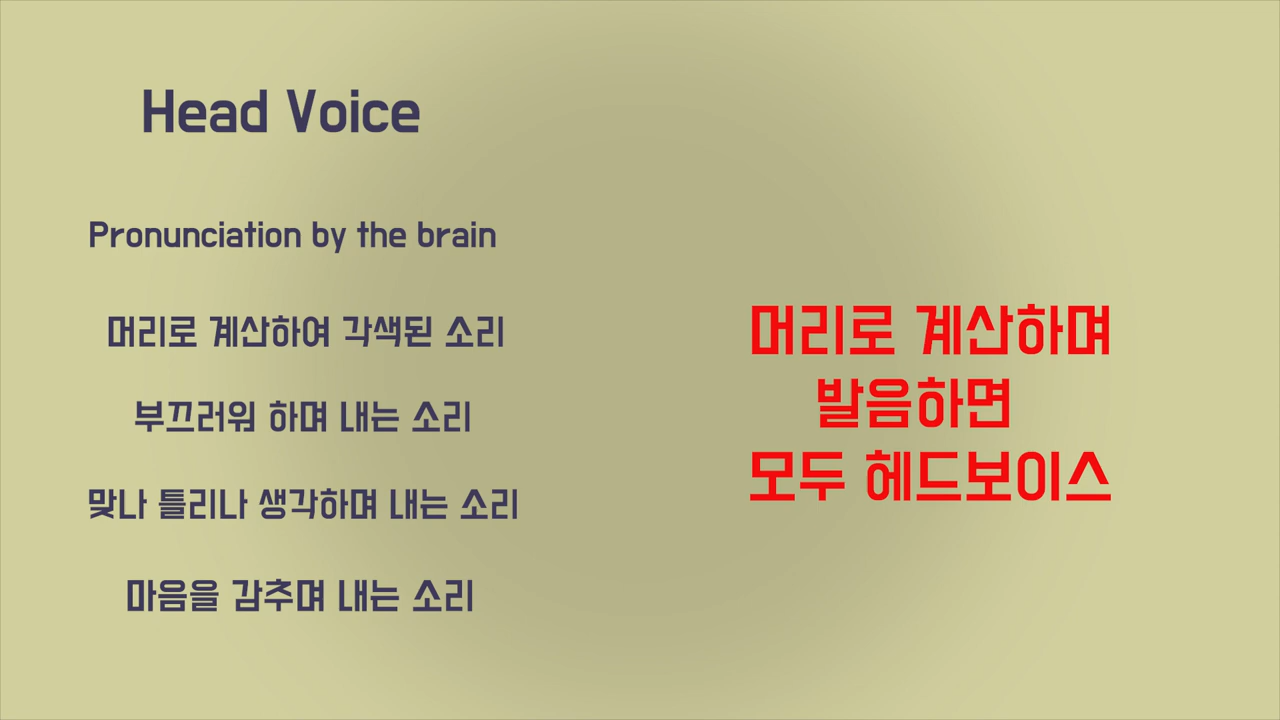 Head Voice
Pronunciation by the brain
머리로 계산하여 각색된 소리
부끄러워 하며 내는 소리
맞나 틀리나 생각하며 내는 소리
마음을 감추며 내는 소리
머리로 계산하며
발음하면
모두 헤드보이스